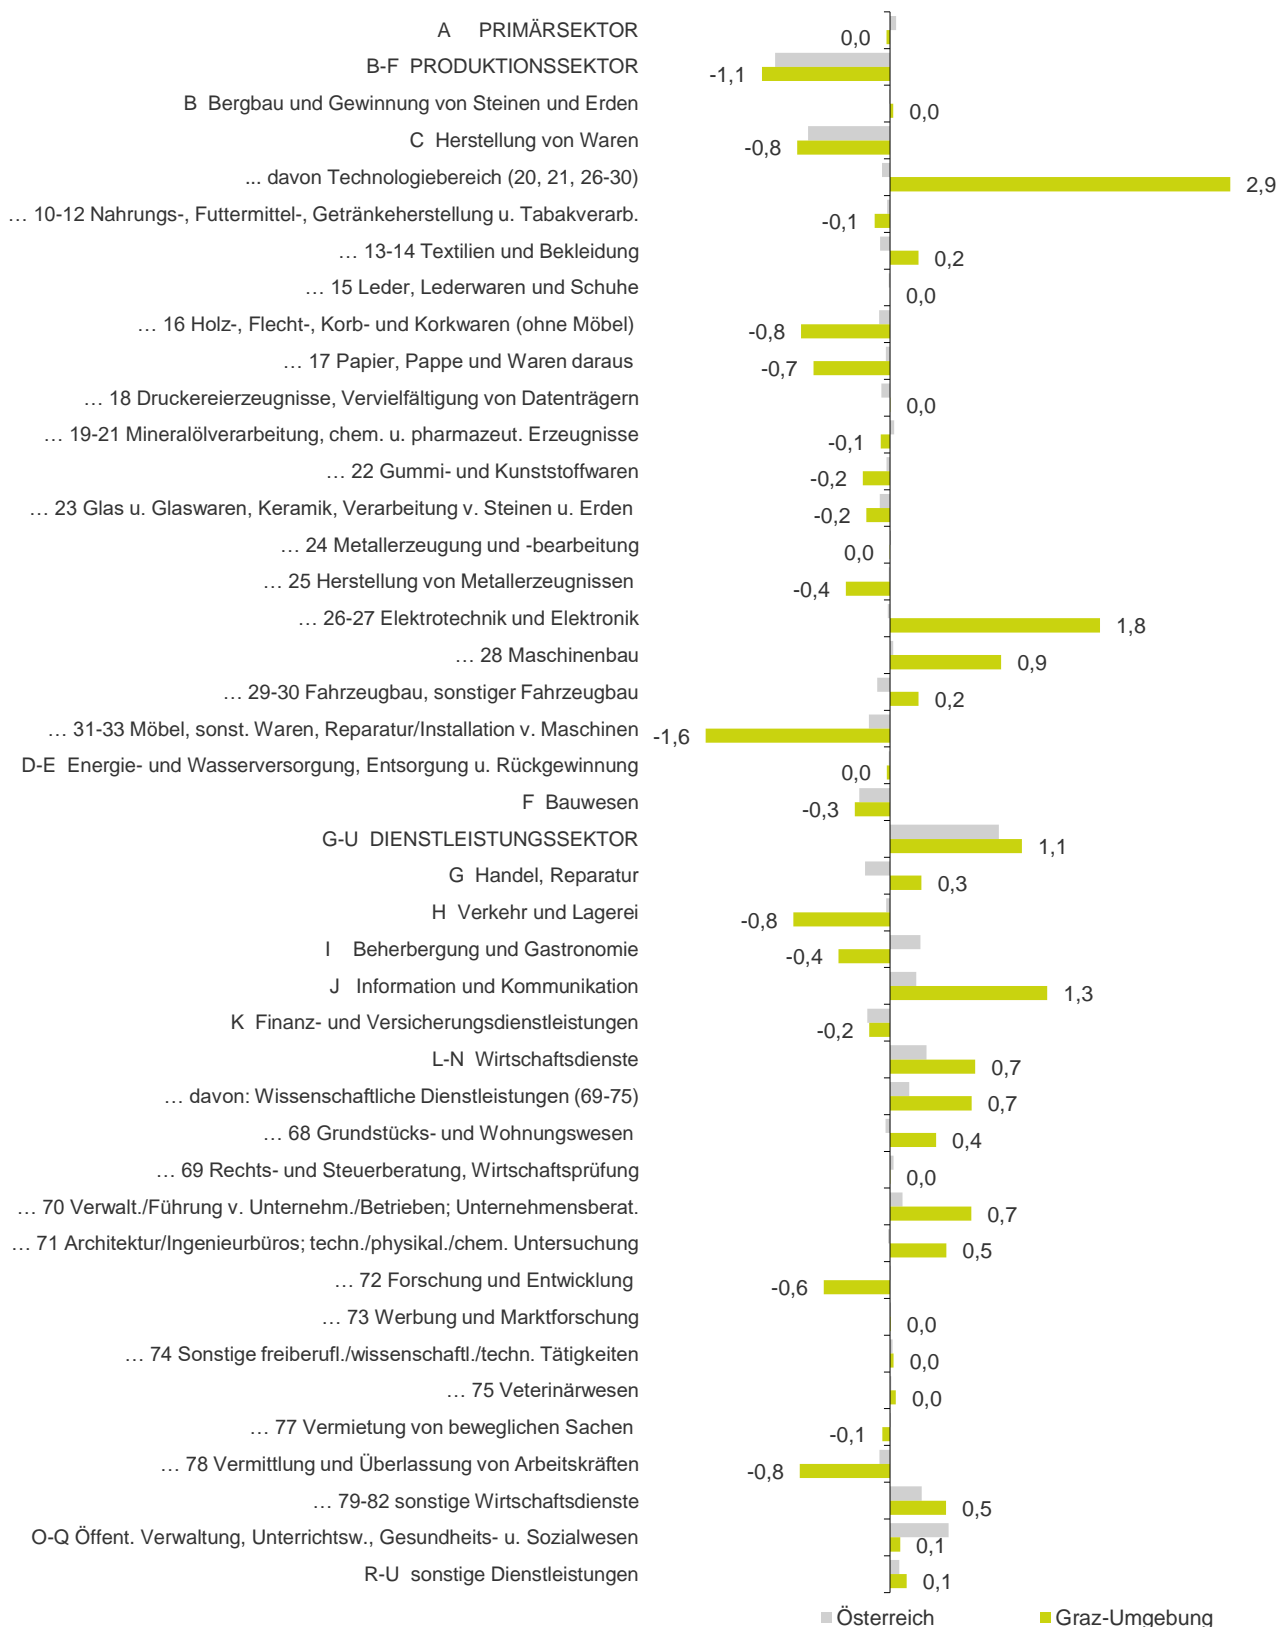 A PRIMÄRSEKTOR 0,0
B-F PRODUKTIONSSEKTOR -1,1
B Bergbau und Gewinnung von Steinen und Erden 0,0
C Herstellung von Waren -0,8
... davon Technologiebereich (20, 21, 26-30) 2,9
… 10-12 Nahrungs-, Futtermittel-, Getränkeherstellung u. Tabakverarb. -0,1
… 13-14 Textilien und Bekleidung 0,2
… 15 Leder, Lederwaren und Schuhe 0,0
… 16 Holz-, Flecht-, Korb- und Korkwaren (ohne Möbel) -0,8
… 17 Papier, Pappe und Waren daraus -0,7
… 18 Druckereierzeugnisse, Vervielfältigung von Datenträgern 0,0
… 19-21 Mineralölverarbeitung, chem. u. pharmazeut. Erzeugnisse -0,1
… 22 Gummi- und Kunststoffwaren -0,2
… 23 Glas u. Glaswaren, Keramik, Verarbeitung v. Steinen u. Erden -0,2
… 24 Metallerzeugung und -bearbeitung 0,0
… 25 Herstellung von Metallerzeugnissen -0,4
… 26-27 Elektrotechnik und Elektronik 1,8
… 28 Maschinenbau 0,9
… 29-30 Fahrzeugbau, sonstiger Fahrzeugbau 0,2
… 31-33 Möbel, sonst. Waren, Reparatur/Installation v. Maschinen -1,6
D-E Energie- und Wasserversorgung, Entsorgung u. Rückgewinnung 0,0
F Bauwesen -0,3
G-U DIENSTLEISTUNGSSEKTOR 1,1
G Handel, Reparatur 0,3
H Verkehr und Lagerei -0,8
I Beherbergung und Gastronomie -0,4
J Information und Kommunikation 1,3
K Finanz- und Versicherungsdienstleistungen -0,2
L-N Wirtschaftsdienste 0,7
… davon: Wissenschaftliche Dienstleistungen (69-75) 0,7
… 68 Grundstücks- und Wohnungswesen 0,4
… 69 Rechts- und Steuerberatung, Wirtschaftsprüfung 0,0
… 70 Verwalt./Führung v. Unternehm./Betrieben; Unternehmensberat. 0,7
… 71 Architektur/Ingenieurbüros; techn./physikal./chem. Untersuchung 0,5
… 72 Forschung und Entwicklung -0,6
… 73 Werbung und Marktforschung 0,0
… 74 Sonstige freiberufl./wissenschaftl./techn. Tätigkeiten 0,0
… 75 Veterinärwesen 0,0
… 77 Vermietung von beweglichen Sachen -0,1
… 78 Vermittlung und Überlassung von Arbeitskräften -0,8
… 79-82 sonstige Wirtschaftsdienste 0,5
O-Q Öffent. Verwaltung, Unterrichtsw., Gesundheits- u. Sozialwesen 0,1
R-U sonstige Dienstleistungen 0,1
Österreich Graz-Umgebung